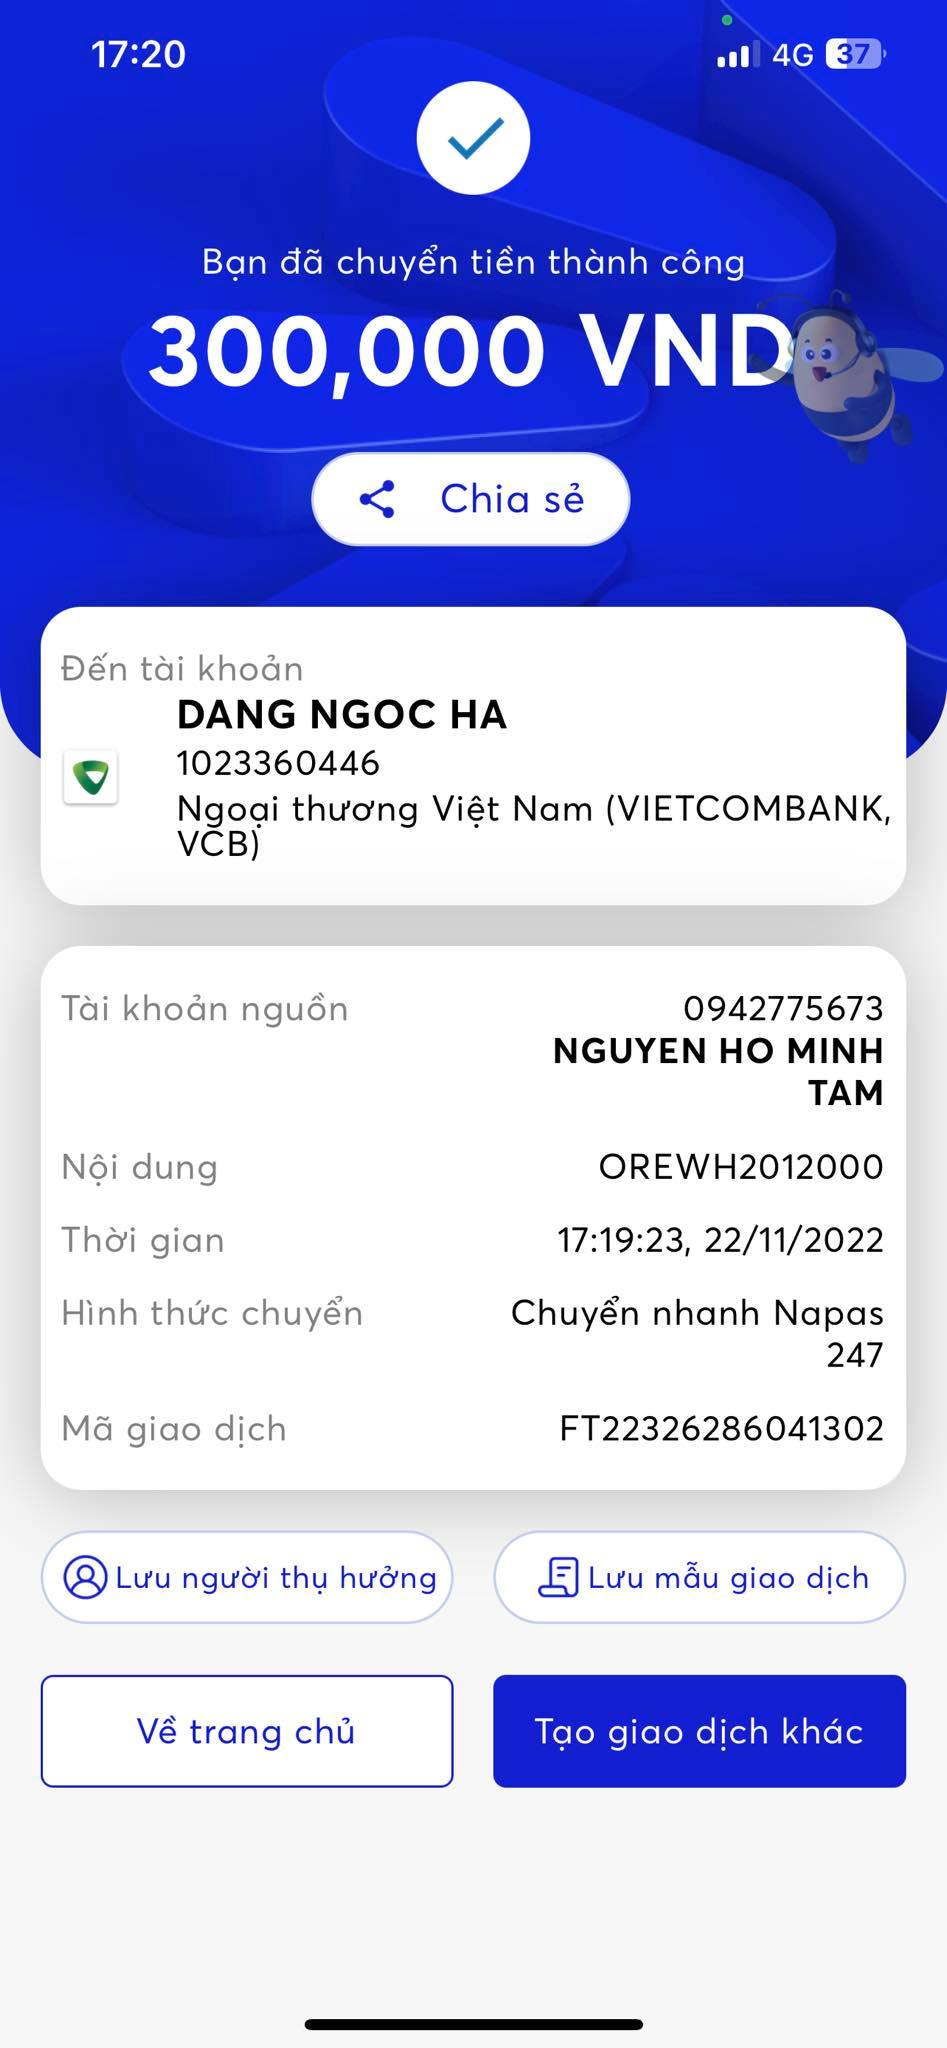 17:20
4G
37
Bạn đã chuyển tiền thành công
300,000 VND
Chia sẻ
Đến tài khoản
DANG NGOC HA
1023360446
Ngoại thương Việt Nam (VIETCOMBANK,
VCB)
Tài khoản nguồn
0942775673
NGUYEN HO MINH
TAM
Nội dung
OREWH2012000
Thời gian
17:19:23, 22/11/2022
Hình thức chuyển
Chuyển nhanh Napas
247
Mã giao dịch
FT22326286041302
Lưu người thụ hưởng
Lưu mẫu giao dịch
Về trang chủ
Tạo giao dịch khác